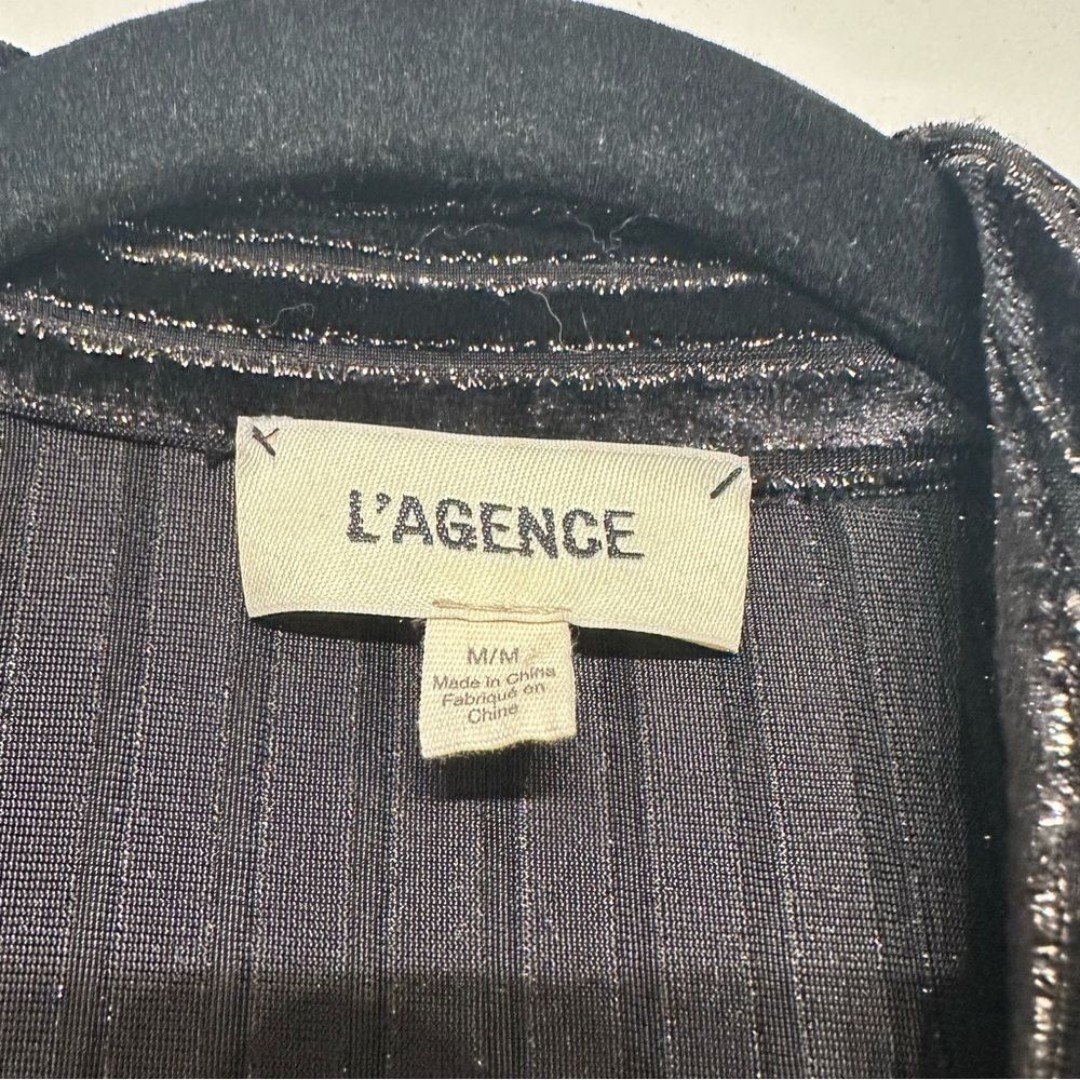 L'AGENCE
M/M
Made in China
Fabriqué en
Chine